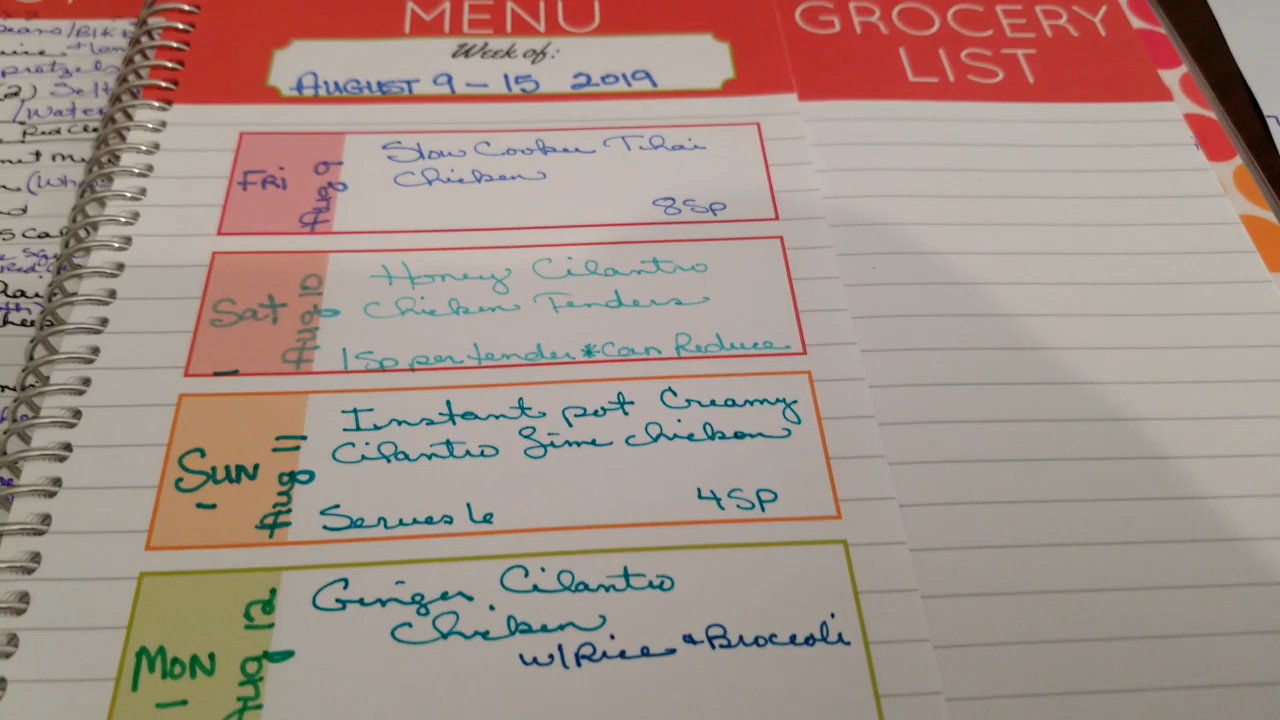 MENU
Week of:
AUGUST 9 - 15 2019
GROCERY
LIST
FRI
Aug 9
Slow Cooker Thai
Chicken
8sp
Sat
Aug 10
Honey Cilantro
Chicken Tenders
1sp per tender *Can Reduce
SUN
Aug 11
Instant pot Creamy
Cilantro Lime chicken
Serves 6
4SP
MON
Aug 12
Ginger Cilantro
Chicken
w/Rice & Broccoli
pretzels